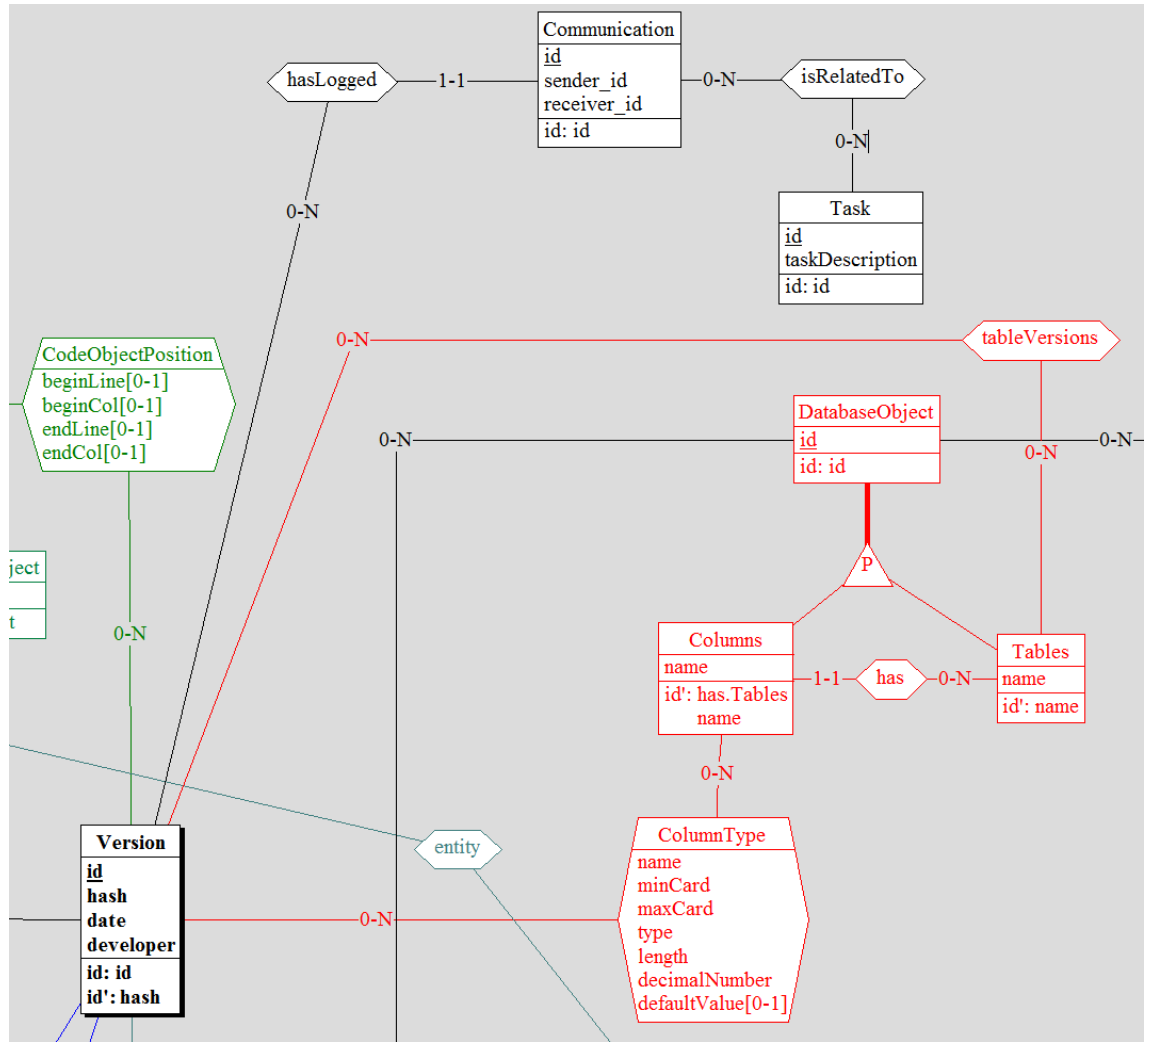 Communication
id
sender_id
receiver_id
id: id
hasLogged
1-1
0-N
isRelatedTo
0-N
0-N
Task
id
taskDescription
id: id
0-N
tableVersions
CodeObjectPosition
beginLine[0-1]
beginCol[0-1]
endLine[0-1]
endCol[0-1]
DatabaseObject
id
id: id
0-N
0-N
0-N
P
ject
t
0-N
Columns
name
id': has.Tables
name
1-1
has
0-N
Tables
name
id': name
0-N
ColumnType
name
minCard
maxCard
type
length
decimalNumber
defaultValue[0-1]
entity
Version
id
hash
date
developer
id: id
id': hash
0-N